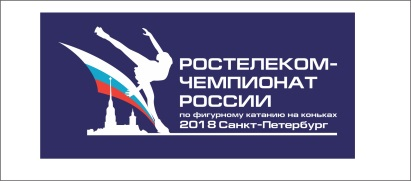 РОСТЕЛЕКОМ-
ЧЕМПИОНАТ
РОССИИ
по фигурному катанию на коньках
2018 Санкт-Петербург